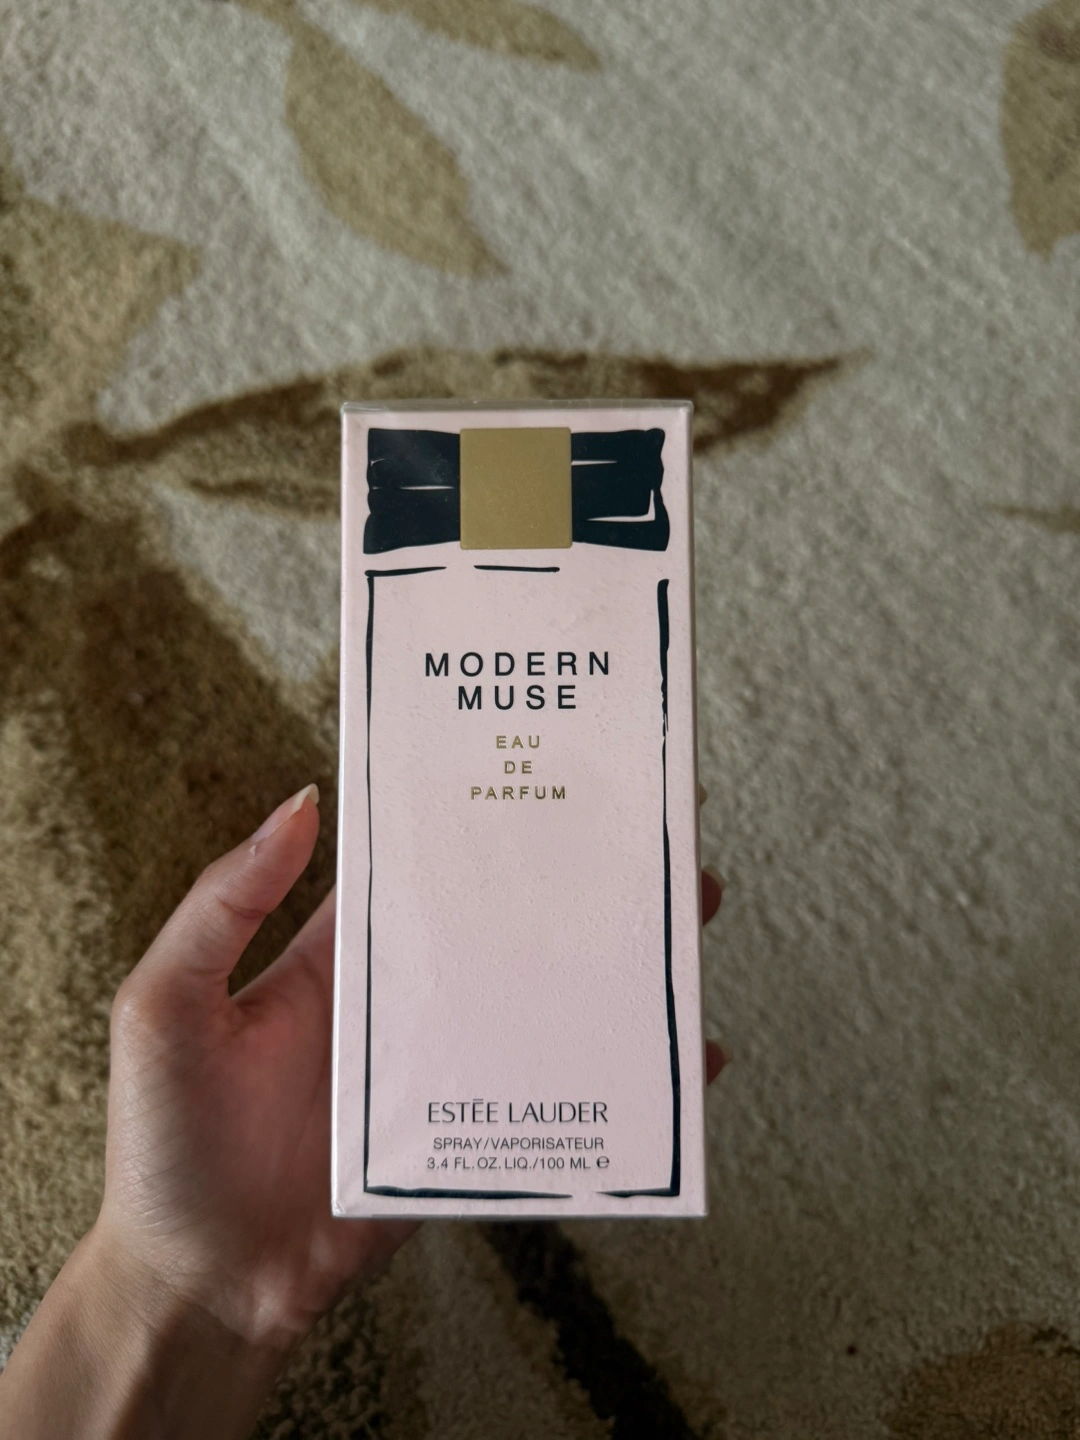 MODERN
MUSE
EAU
DE
PARFUM
ESTĒE LAUDER
SPRAY/VAPORISATEUR
3.4 FL.OZ.LIQ./100 ML ℮